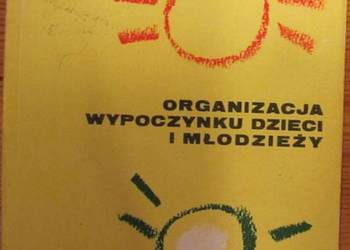 ORGANIZACJA
WYPOCZYNKU DZIECI
I MŁODZIEŻY